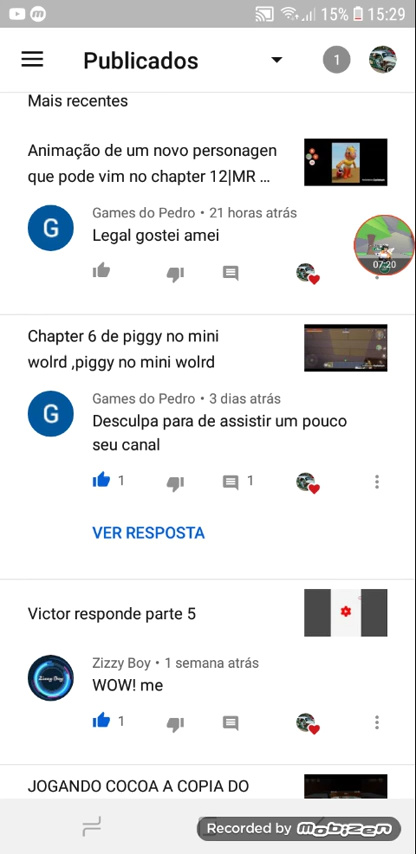 15% 15:29
Publicados
1
Mais recentes
Animação de um novo personagen
que pode vim no chapter 12|MR ...
G
Games do Pedro • 21 horas atrás
Legal gostei amei
07:20
Chapter 6 de piggy no mini
wolrd ,piggy no mini wolrd
G
Games do Pedro • 3 dias atrás
Desculpa para de assistir um pouco
seu canal
1
1
VER RESPOSTA
Victor responde parte 5
Zizzy Boy
Zizzy Boy • 1 semana atrás
WOW! me
1
JOGANDO COCOA A COPIA DO
Recorded by Mobizen